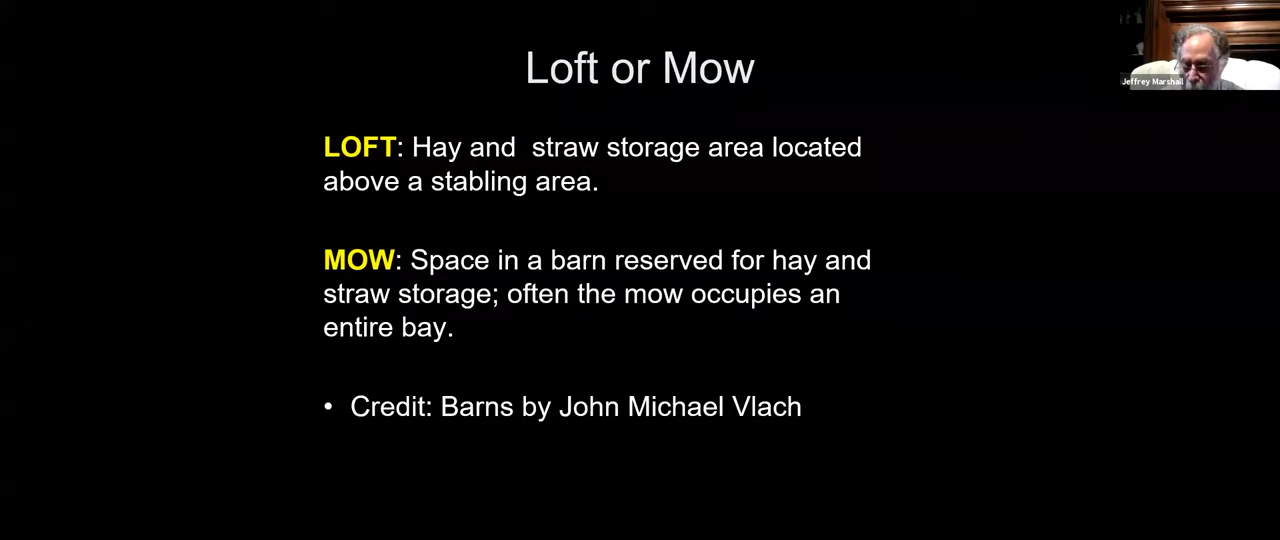 Loft or Mow
Jeffrey Marshall
LOFT: Hay and  straw storage area located
above a stabling area.
MOW: Space in a barn reserved for hay and
straw storage; often the mow occupies an
entire bay.
• Credit: Barns by John Michael Vlach